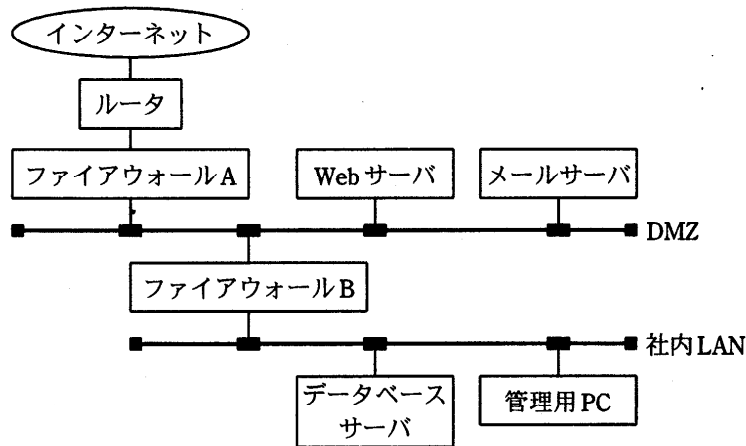 インターネット
ルータ
ファイアウォールA
Webサーバ
メールサーバ
DMZ
ファイアウォールB
社内LAN
データベース
サーバ
管理用PC